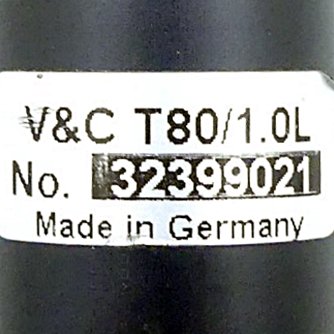 V&C T80/1.0L
No. 32399021
Made in Germany